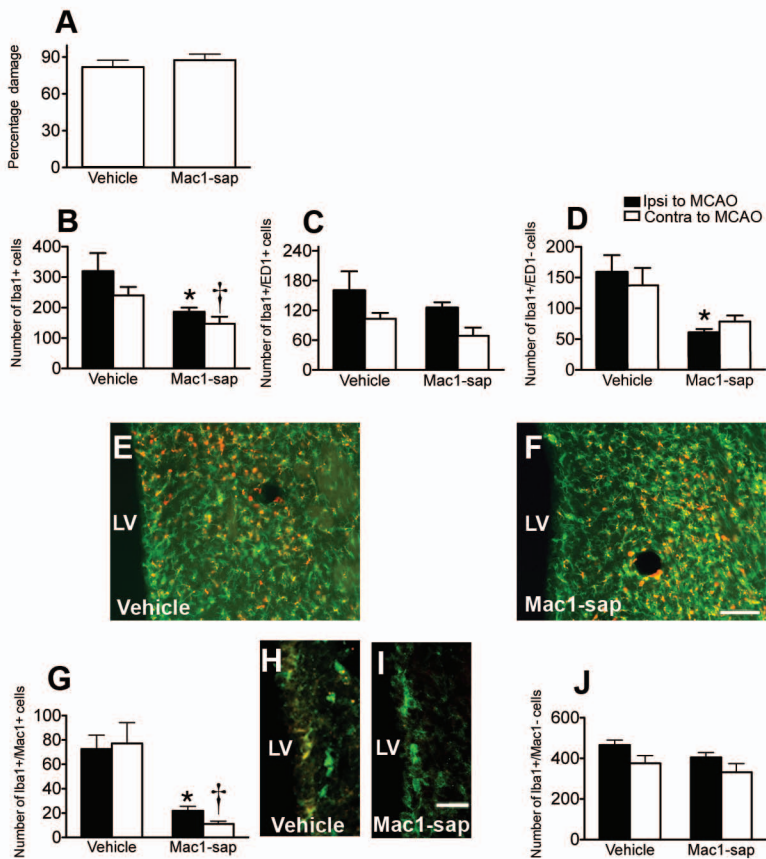 A
Percentage damage
90
60
30
0
Vehicle
Mac1-sap
B
Number of Iba1+ cells
400
300
200
100
0
*
‡
Vehicle
Mac1-sap
C
Number of Iba1+/ED1+ cells
240
180
120
60
0
Vehicle
Mac1-sap
D
Ipsi to MCAO
Contra to MCAO
Number of Iba1+/ED1- cells
200
150
100
50
0
*
Vehicle
Mac1-sap
E
LV
Vehicle
F
LV
Mac1-sap
G
Number of Iba1+/Mac1+ cells
100
80
60
40
20
0
*
‡
Vehicle
Mac1-sap
H
LV
Vehicle
I
LV
Mac1-sap
J
Number of Iba1+/Mac1- cells
600
400
200
0
Vehicle
Mac1-sap